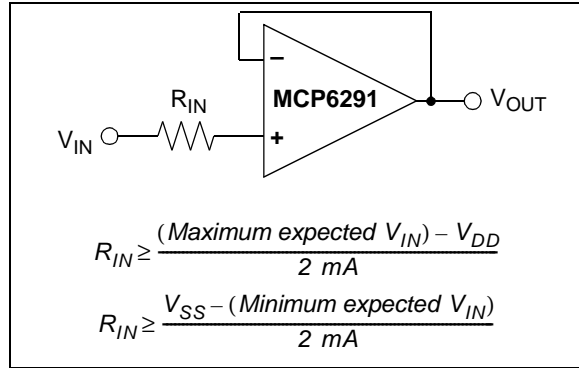 –
MCP6291
R_IN
V_OUT
V_IN
+
R_IN ≥ (Maximum expected V_IN) – V_DD
2 mA
R_IN ≥ V_SS – (Minimum expected V_IN)
2 mA